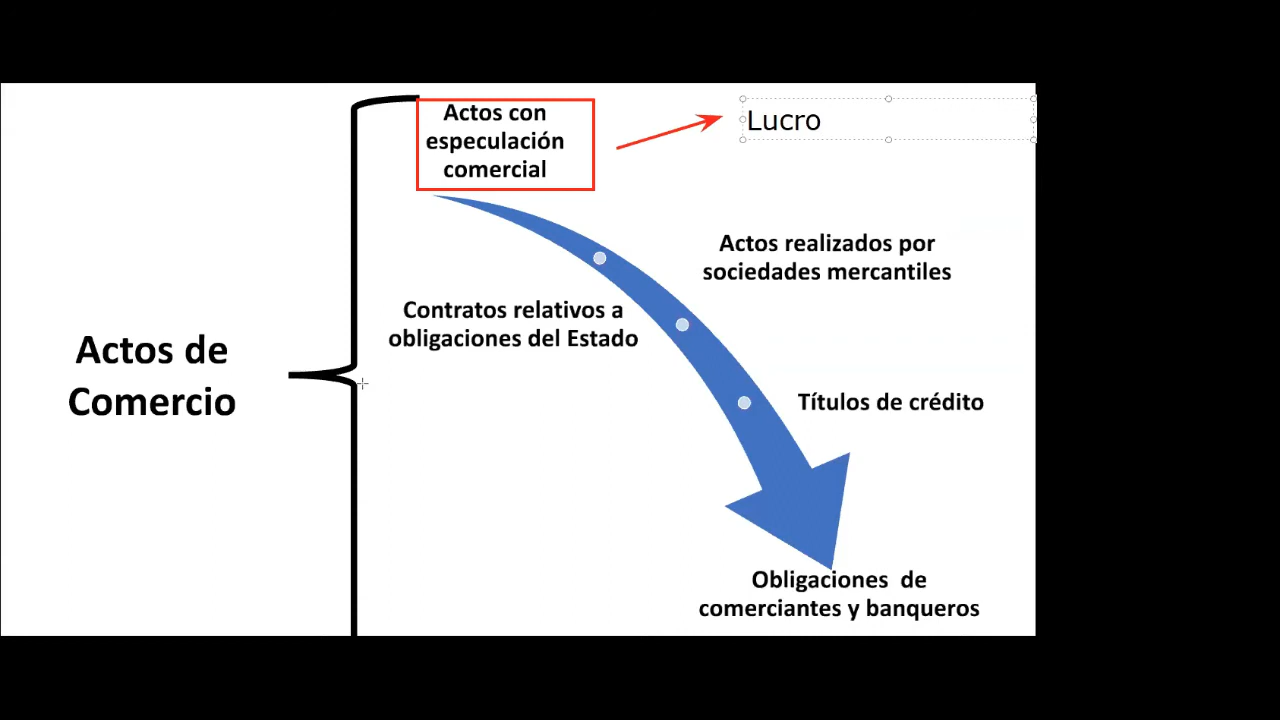 Actos de
Comercio
Actos con
especulación
comercial
Lucro
Actos realizados por
sociedades mercantiles
Contratos relativos a
obligaciones del Estado
Títulos de crédito
Obligaciones de
comerciantes y banqueros